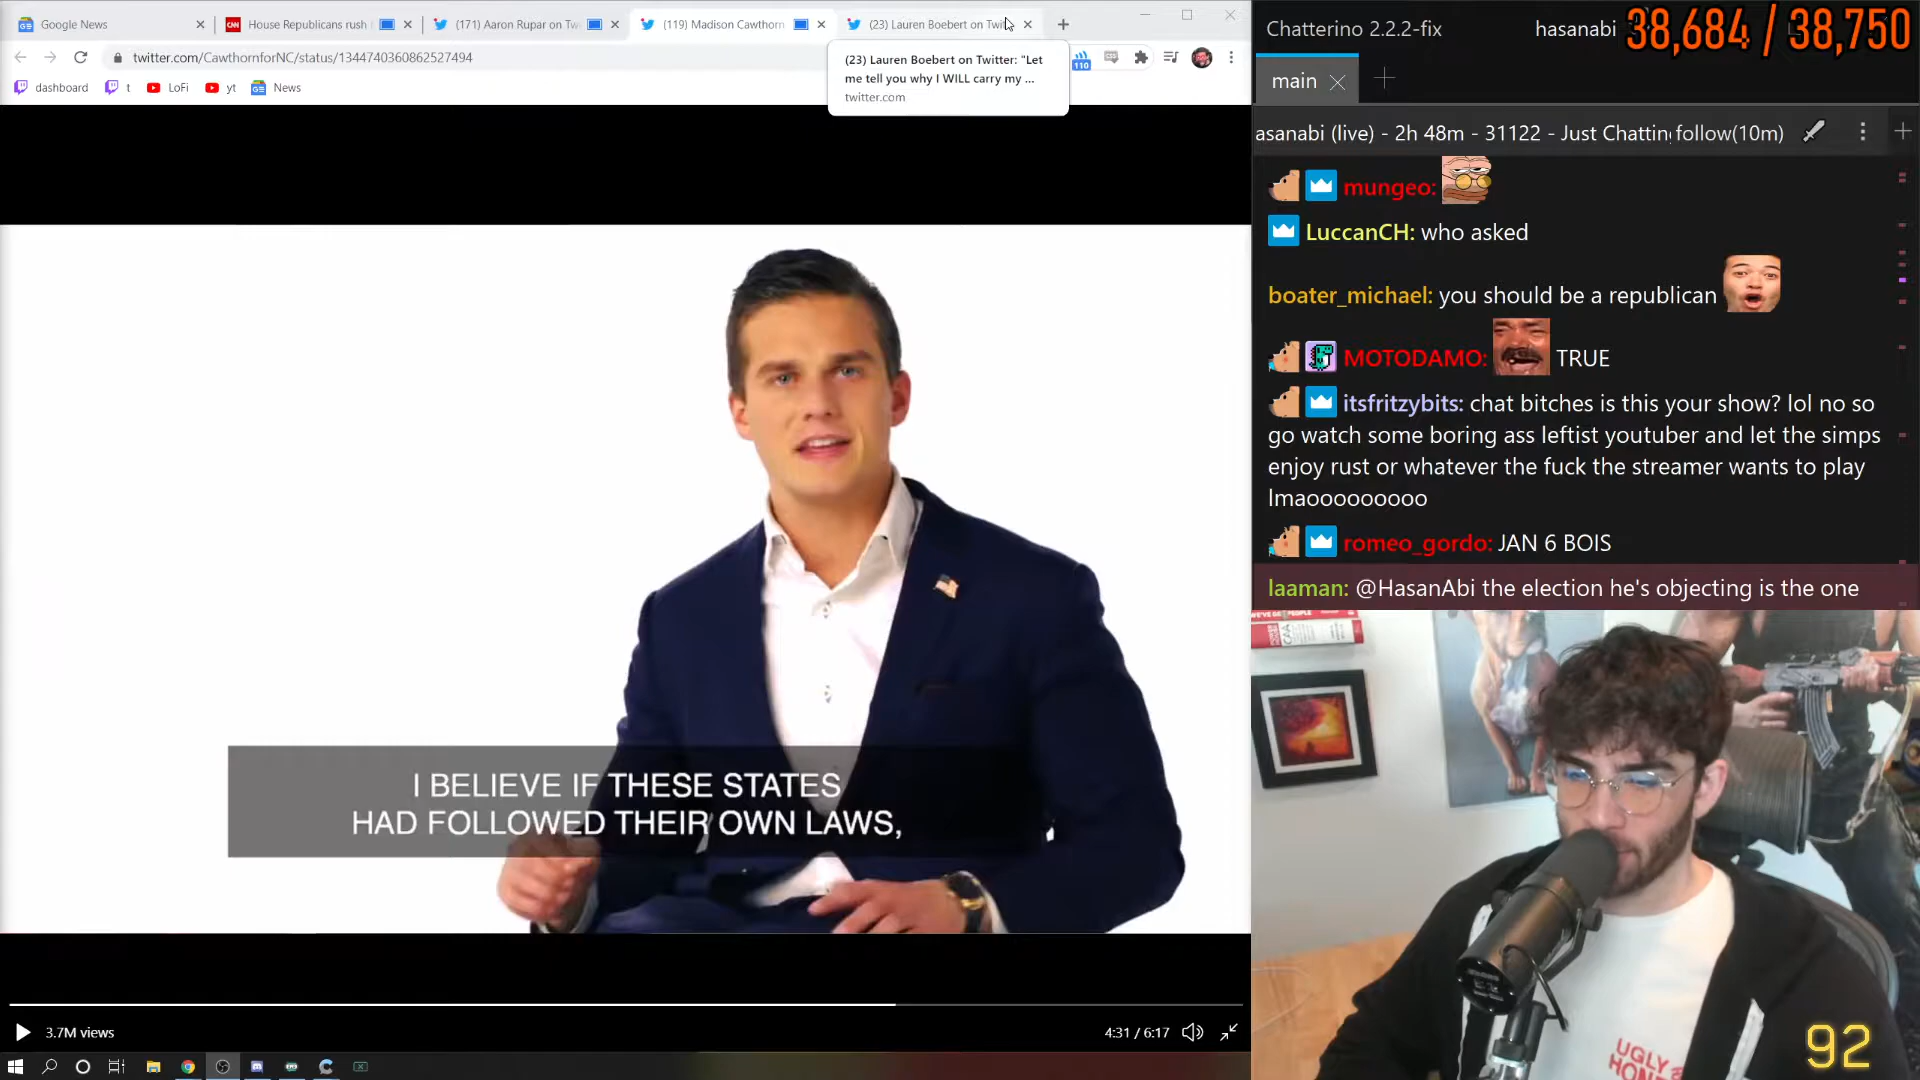 Google News
House Republicans rush
(171) Aaron Rupar on Tw
(119) Madison Cawthorn
(23) Lauren Boebert on Twit
twitter.com/CawthornforNC/status/1344740360862527494
(23) Lauren Boebert on Twitter: "Let
me tell you why I WILL carry my ...
twitter.com
110
dashboard
t
LoFi
yt
News
I BELIEVE IF THESE STATES
HAD FOLLOWED THEIR OWN LAWS,
3.7M views
4:31 / 6:17
Chatterino 2.2.2-fix
hasanabi
38,684 / 38,750
main
asanabi (live) - 2h 48m - 31122 - Just Chattin
follow(10m)
mungeo:
LuccanCH: who asked
boater_michael: you should be a republican
MOTODAMO: TRUE
itsfritzybits: chat bitches is this your show? lol no so
go watch some boring ass leftist youtuber and let the simps
enjoy rust or whatever the fuck the streamer wants to play
lmaooooooooo
romeo_gordo: JAN 6 BOIS
laaman: @HasanAbi the election he's objecting is the one
UGLY
92